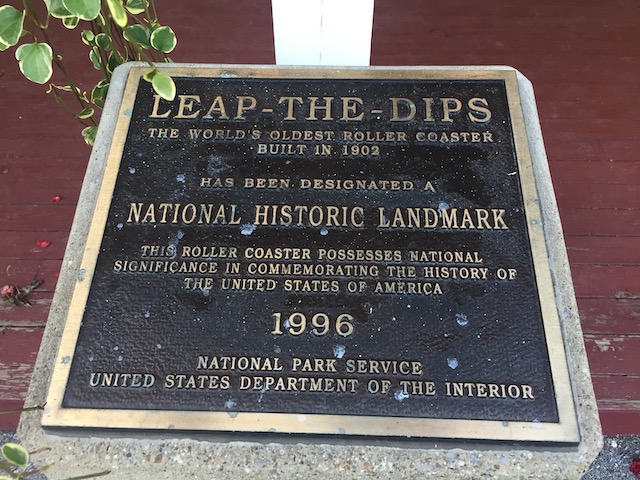 LEAP-THE-DIPS
THE WORLD'S OLDEST ROLLER COASTER
BUILT IN 1902
HAS BEEN DESIGNATED A
NATIONAL HISTORIC LANDMARK
THIS ROLLER COASTER POSSESSES NATIONAL
SIGNIFICANCE IN COMMEMORATING THE HISTORY OF
THE UNITED STATES OF AMERICA
1996
NATIONAL PARK SERVICE
UNITED STATES DEPARTMENT OF THE INTERIOR